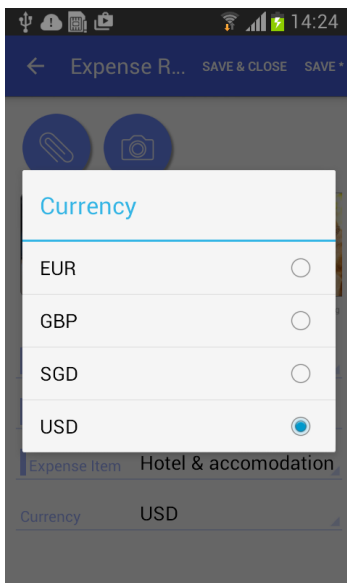 14:24
Expense R... SAVE & CLOSE SAVE *
Currency
EUR
GBP
SGD
USD
Expense Item Hotel & accomodation
Currency USD